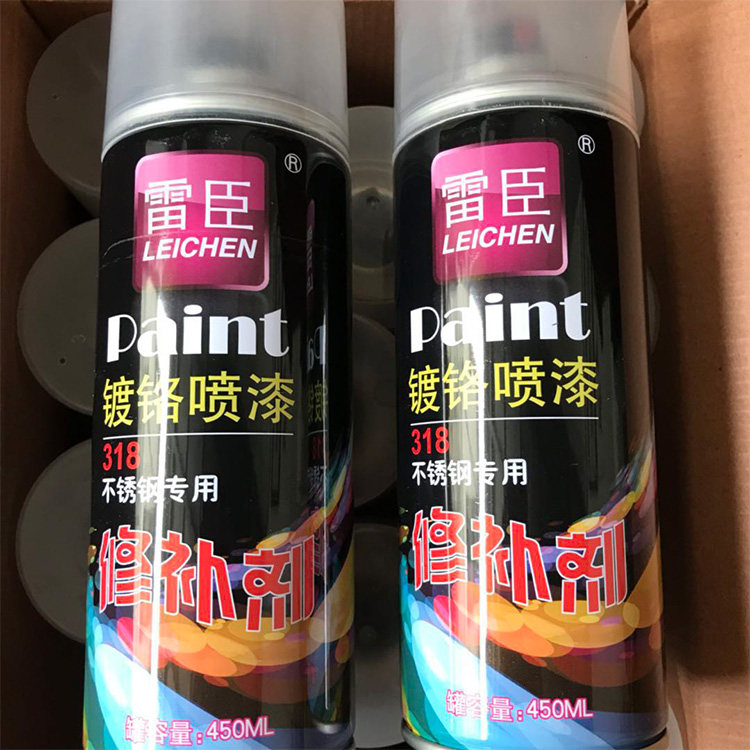 雷臣
LEICHEN
®
Paint
镀铬喷漆
318
不锈钢专用
修补剂
罐容量: 450ML
雷臣
LEICHEN
®
Paint
镀铬喷漆
318
不锈钢专用
修补剂
罐容量: 450ML